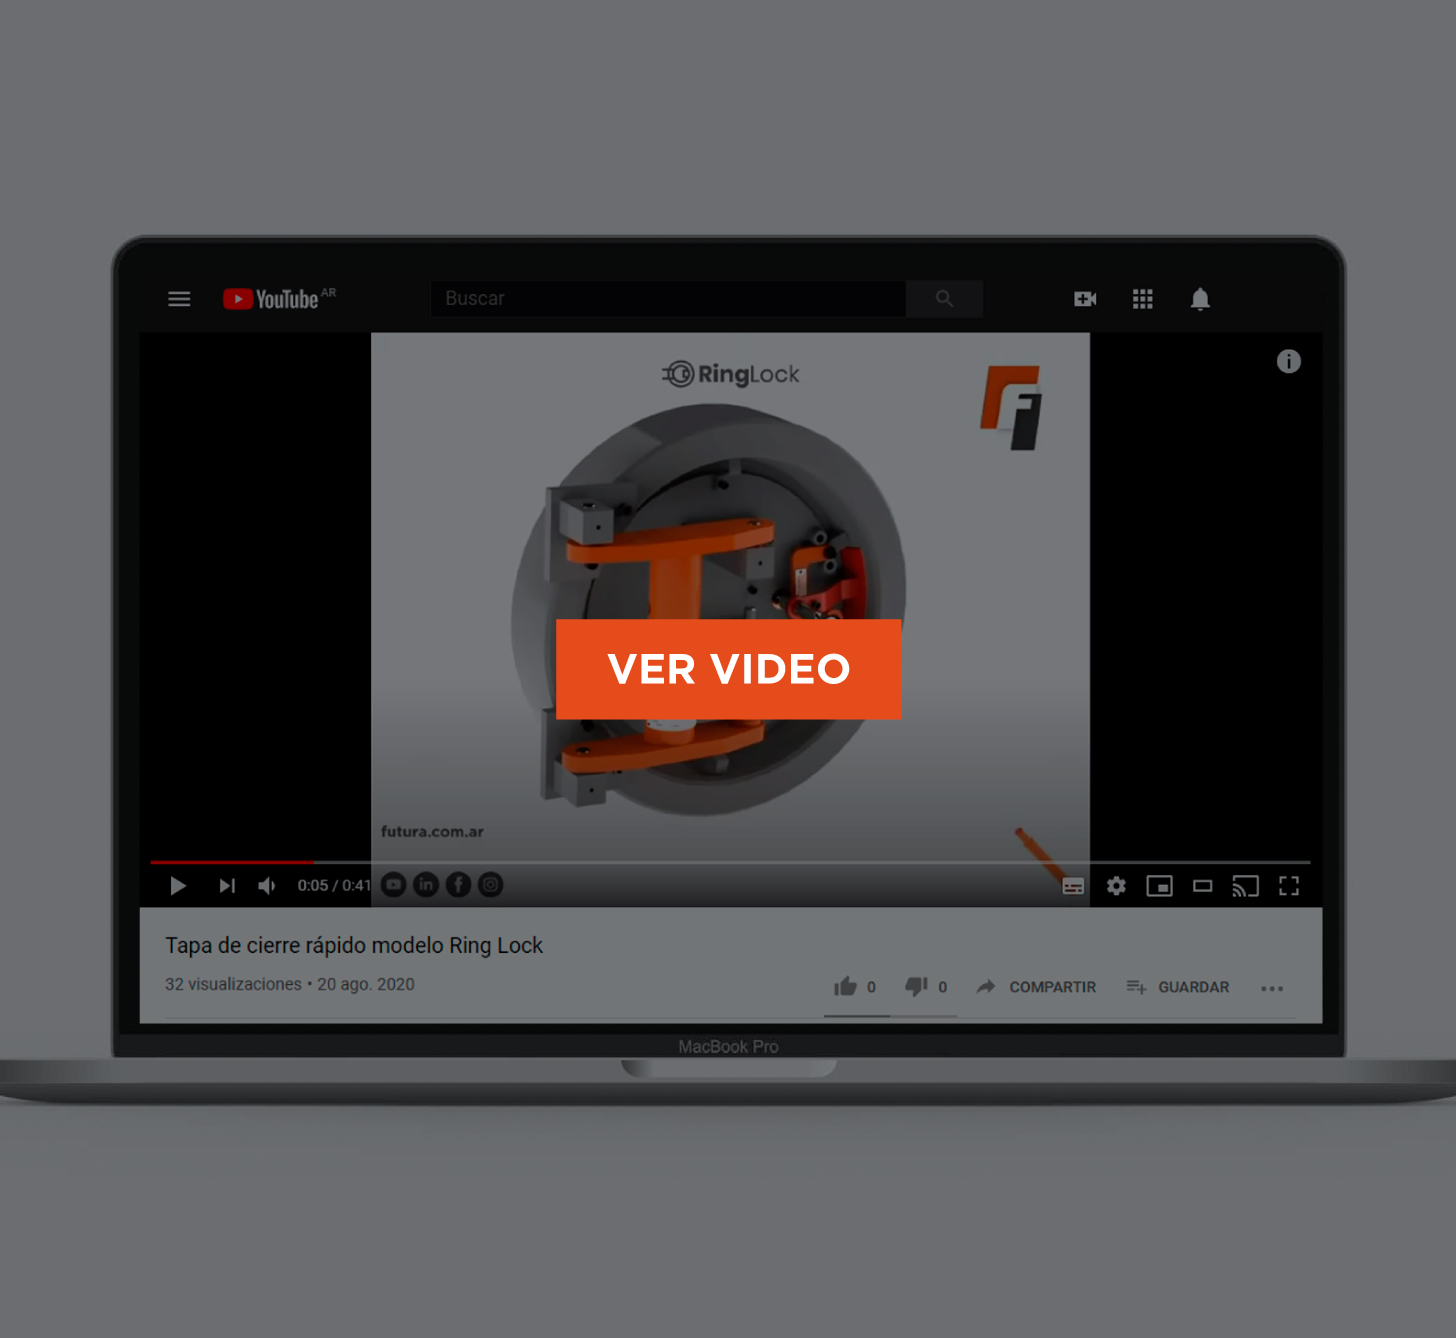 YouTube AR
Buscar
RingLock
futura.com.ar
VER VIDEO
0:05 / 0:41
Tapa de cierre rápido modelo Ring Lock
32 visualizaciones • 20 ago. 2020
0 0 COMPARTIR GUARDAR
MacBook Pro